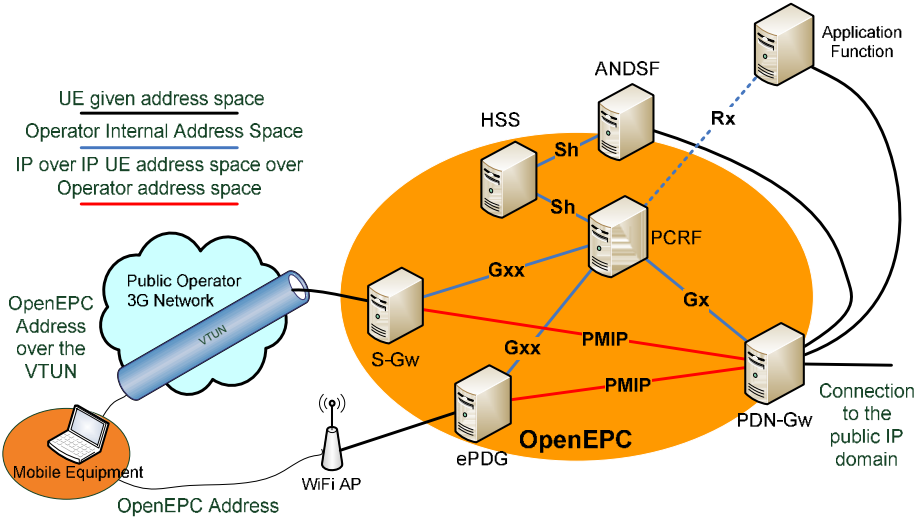 Application
Function
ANDSF
UE given address space
HSS
Rx
Operator Internal Address Space
Sh
IP over IP UE address space over
Operator address space
Sh
PCRF
Public Operator
3G Network
Gxx
OpenEPC
Address
over the
VTUN
VTUN
Gx
S-Gw
PMIP
Gxx
PMIP
Connection
to the
public IP
domain
PDN-Gw
OpenEPC
ePDG
Mobile Equipment
WiFi AP
OpenEPC Address